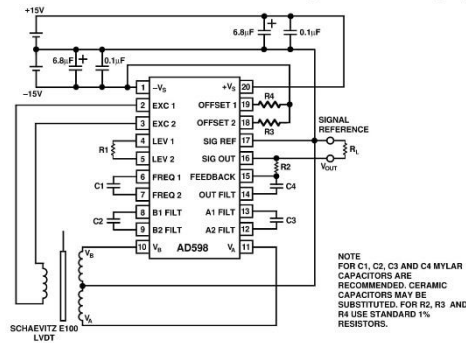 +15V
6.8µF
+
0.1µF
6.8µF
+
0.1µF
−15V
1 −VS
+VS 20
2 EXC 1
OFFSET 1 19
R4
3 EXC 2
OFFSET 2 18
R3
SIGNAL
REFERENCE
R1
4 LEV 1
SIG REF 17
RL
5 LEV 2
SIG OUT 16
VOUT
R2
C1
6 FREQ 1
FEEDBACK 15
7 FREQ 2
OUT FILT 14
C4
C2
8 B1 FILT
A1 FILT 13
C3
9 B2 FILT
A2 FILT 12
AD598
10 VB
VA 11
VB
VA
SCHAEVITZ E100
LVDT
NOTE
FOR C1, C2, C3 AND C4 MYLAR
CAPACITORS ARE
RECOMMENDED. CERAMIC
CAPACITORS MAY BE
SUBSTITUTED. FOR R2, R3 AND
R4 USE STANDARD 1%
RESISTORS.